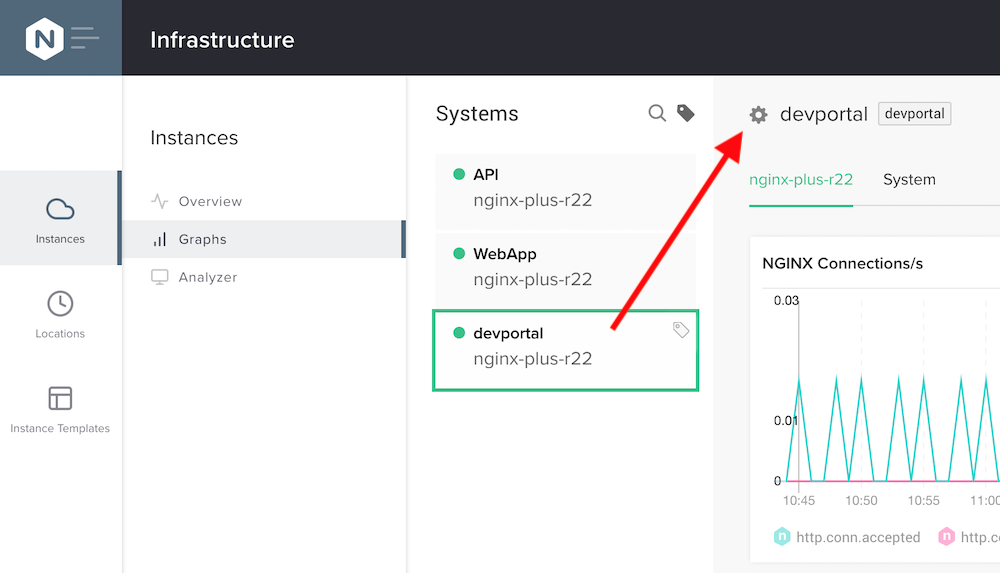 N
Infrastructure
Instances
Locations
Instance Templates
Instances
Overview
Graphs
Analyzer
Systems
API
nginx-plus-r22
WebApp
nginx-plus-r22
devportal
nginx-plus-r22
devportal devportal
nginx-plus-r22 System
NGINX Connections/s
0.03
0.01
0
10:45 10:50 10:55 11:00
n http.conn.accepted n http.c